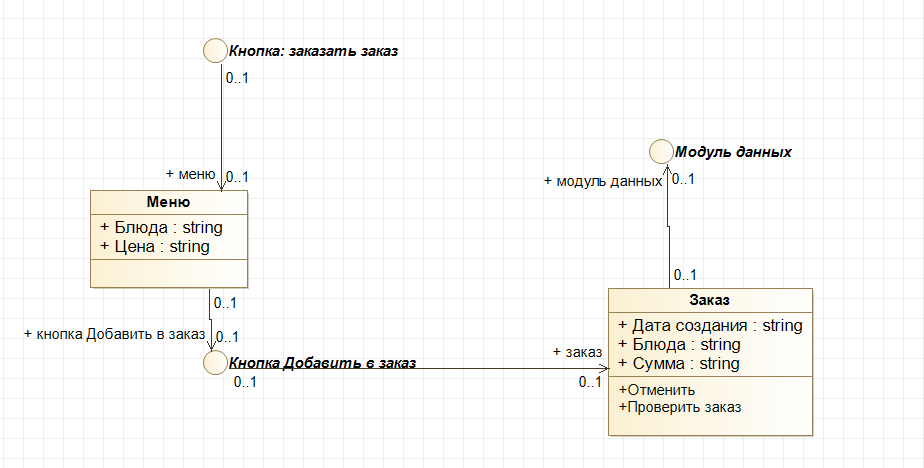 Кнопка: заказать заказ
0..1
+ меню
0..1
Меню
+ Блюда : string
+ Цена : string
0..1
+ кнопка Добавить в заказ
0..1
Кнопка Добавить в заказ
0..1
+ заказ
0..1
Модуль данных
+ модуль данных
0..1
0..1
Заказ
+ Дата создания : string
+ Блюда : string
+ Сумма : string
+Отменить
+Проверить заказ